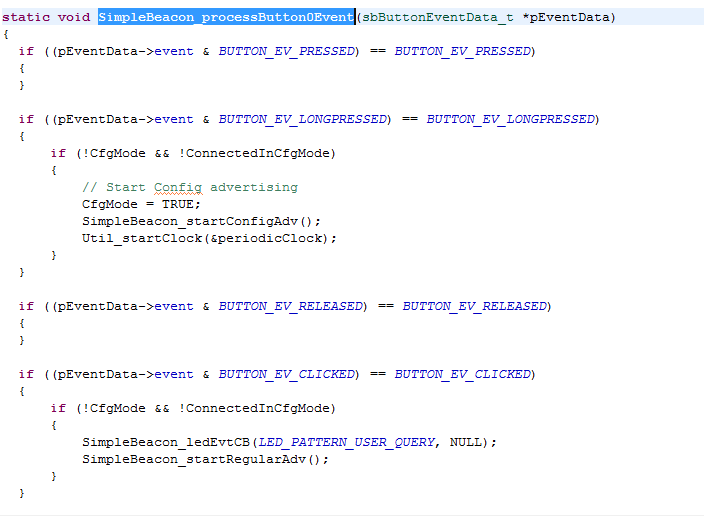 static void SimpleBeacon_processButton0Event(sbButtonEventData_t *pEventData)
{
if ((pEventData->event & BUTTON_EV_PRESSED) == BUTTON_EV_PRESSED)
{
}
if ((pEventData->event & BUTTON_EV_LONGPRESSED) == BUTTON_EV_LONGPRESSED)
{
if (!CfgMode && !ConnectedInCfgMode)
{
// Start Config advertising
CfgMode = TRUE;
SimpleBeacon_startConfigAdv();
Util_startClock(&periodicClock);
}
}
if ((pEventData->event & BUTTON_EV_RELEASED) == BUTTON_EV_RELEASED)
{
}
if ((pEventData->event & BUTTON_EV_CLICKED) == BUTTON_EV_CLICKED)
{
if (!CfgMode && !ConnectedInCfgMode)
{
SimpleBeacon_ledEvtCB(LED_PATTERN_USER_QUERY, NULL);
SimpleBeacon_startRegularAdv();
}
}